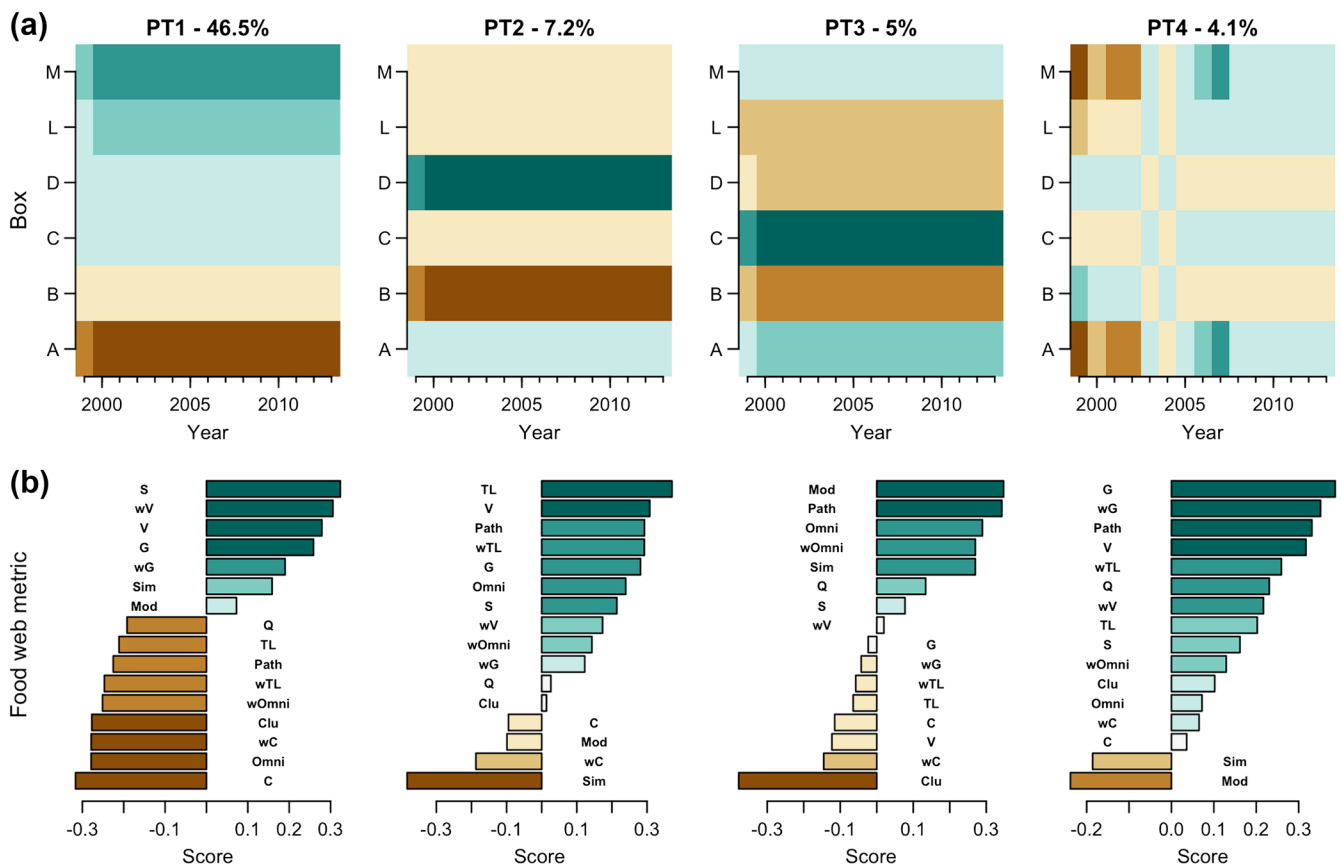 (a)
PT1 - 46.5%
PT2 - 7.2%
PT3 - 5%
PT4 - 4.1%
Box
M
L
D
C
B
A
2000 2005 2010
Year
M
L
D
C
B
A
2000 2005 2010
Year
M
L
D
C
B
A
2000 2005 2010
Year
M
L
D
C
B
A
2000 2005 2010
Year
(b)
Food web metric
S
wV
V
G
wG
Sim
Mod
Q
TL
Path
wTL
wOmni
Clu
wC
Omni
C
-0.3 -0.1 0.1 0.2 0.3
Score
TL
V
Path
wTL
G
Omni
S
wV
wOmni
wG
Q
Clu
C
Mod
wC
Sim
-0.3 -0.1 0.1 0.3
Score
Mod
Path
Omni
wOmni
Sim
Q
S
wV
G
wG
wTL
TL
C
V
wC
Clu
-0.3 -0.1 0.1 0.3
Score
G
wG
Path
V
wTL
Q
wV
TL
S
wOmni
Clu
Omni
wC
C
Sim
Mod
-0.2 0.0 0.1 0.2 0.3
Score